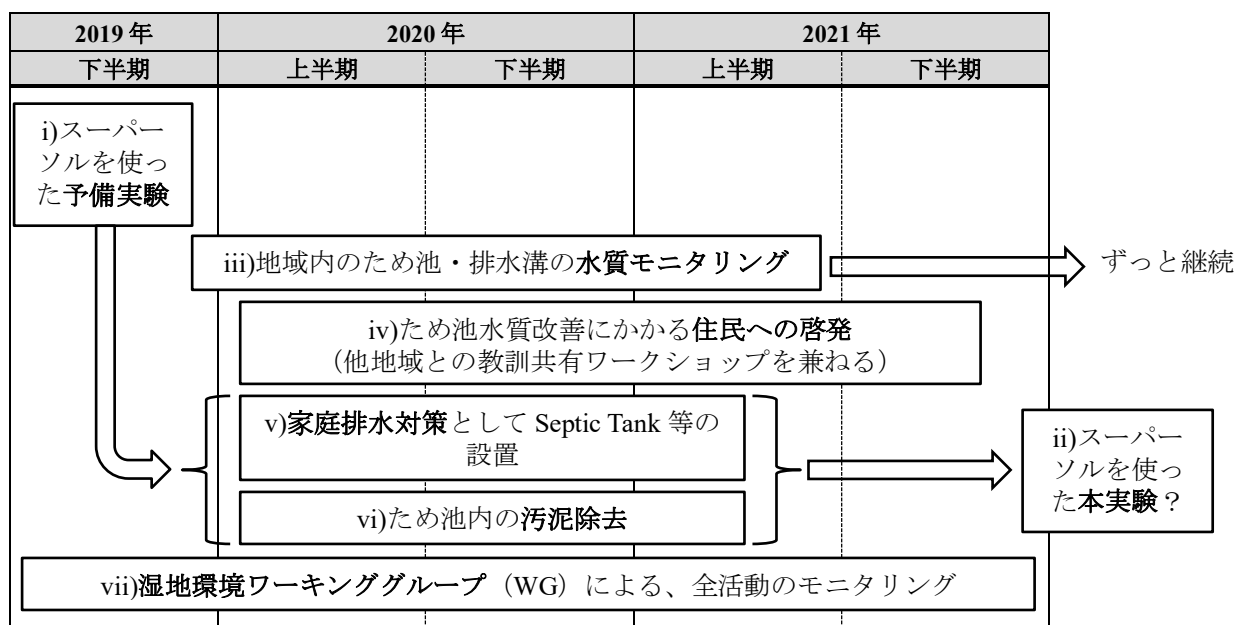 2019年 2020年 2021年
下半期 上半期 下半期 上半期 下半期
i)スーパー
ソルを使っ
た予備実験
iii)地域内のため池・排水溝の水質モニタリング
ずっと継続
iv)ため池水質改善にかかる住民への啓発
（他地域との教訓共有ワークショップを兼ねる）
v)家庭排水対策として Septic Tank 等の
設置
vi)ため池内の汚泥除去
ii)スーパー
ソルを使っ
た本実験？
vii)湿地環境ワーキンググループ（WG）による、全活動のモニタリング